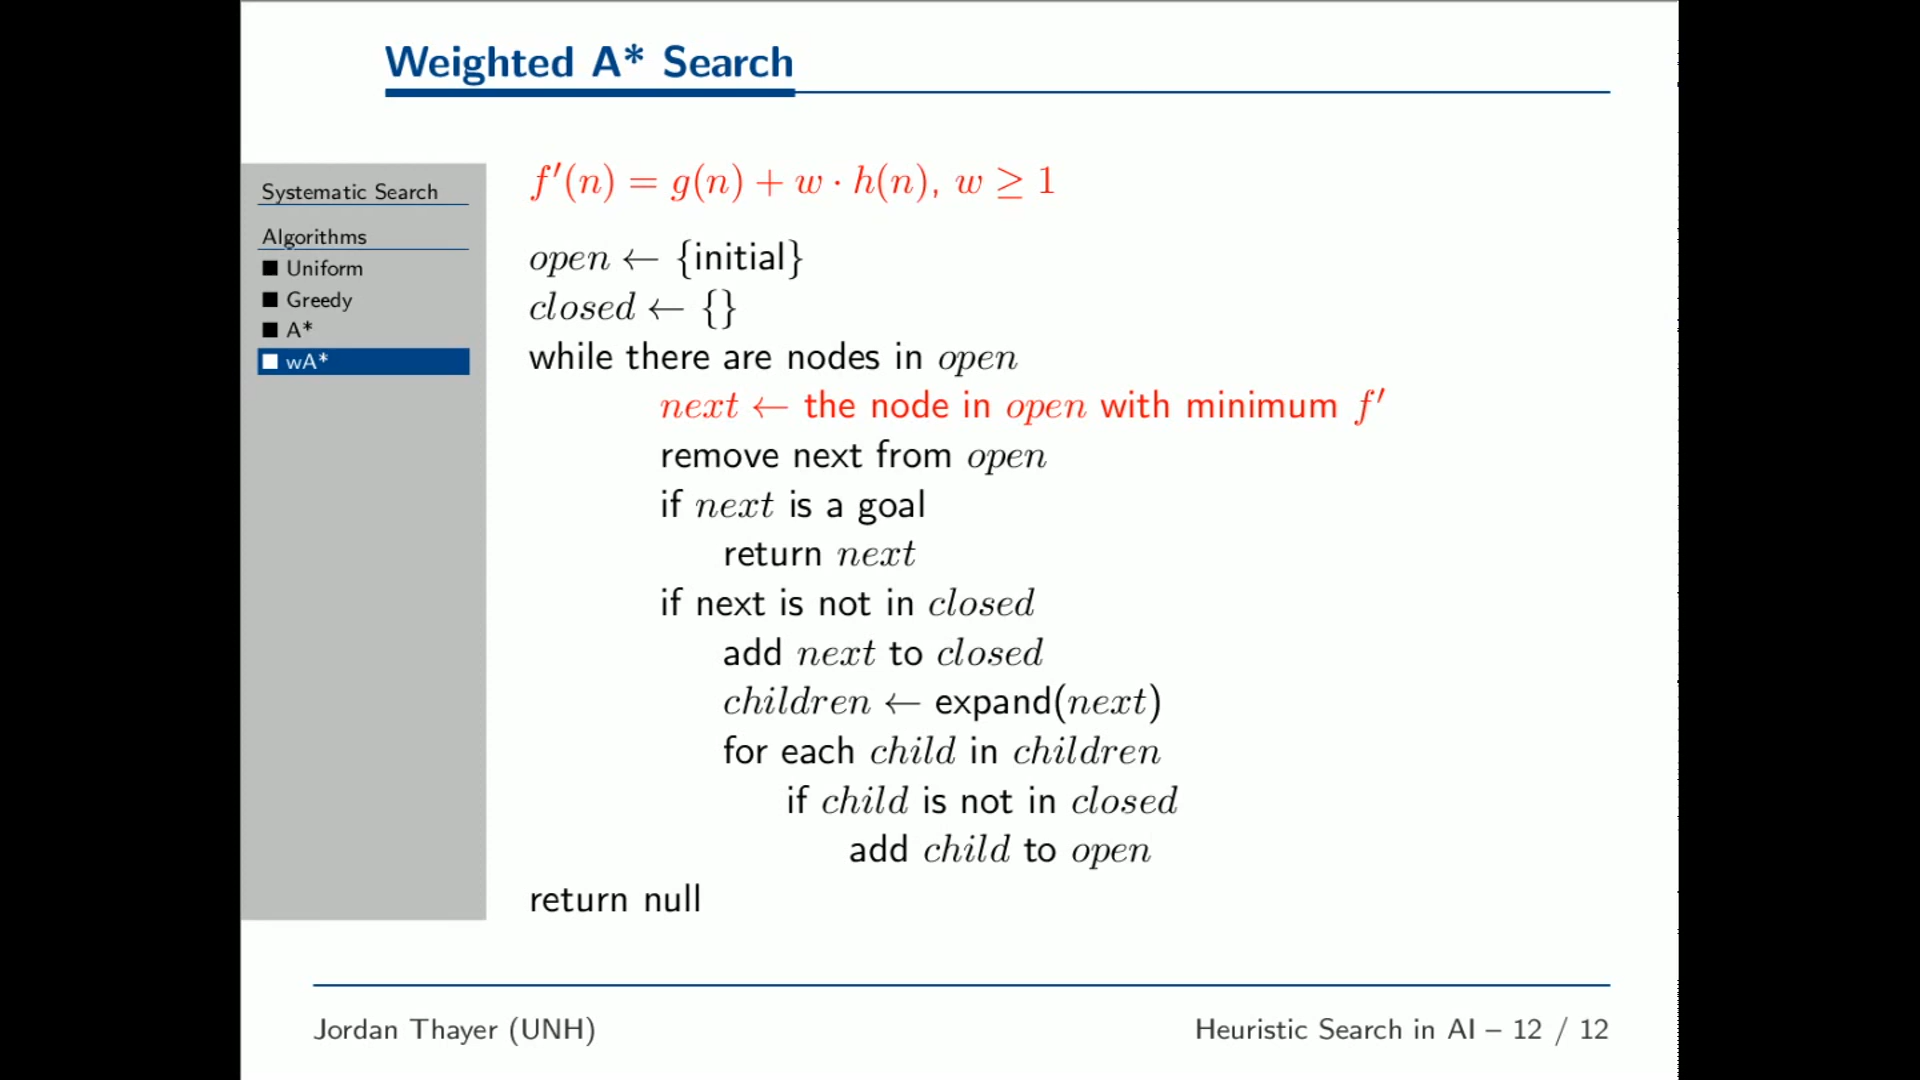 Weighted A* Search
Systematic Search
Algorithms
■ Uniform
■ Greedy
■ A*
■ wA*
f′(n) = g(n) + w · h(n), w ≥ 1
open ← {initial}
closed ← {}
while there are nodes in open
next ← the node in open with minimum f′
remove next from open
if next is a goal
return next
if next is not in closed
add next to closed
children ← expand(next)
for each child in children
if child is not in closed
add child to open
return null
Jordan Thayer (UNH)
Heuristic Search in AI – 12 / 12